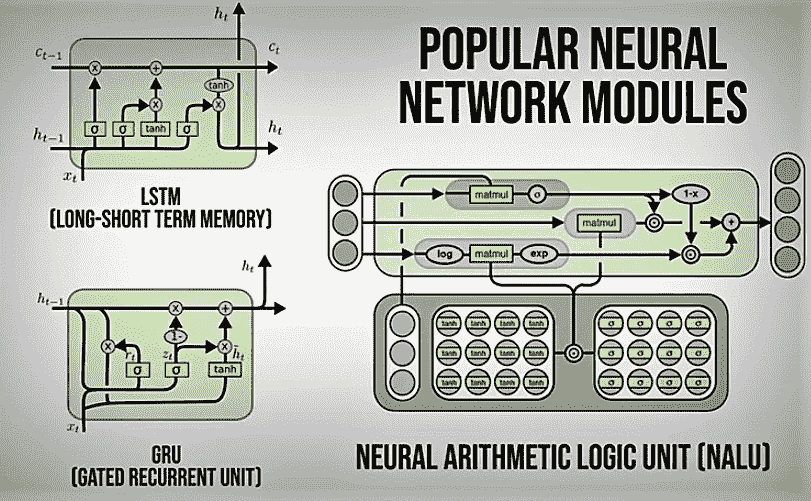 POPULAR NEURAL
NETWORK MODULES
h_t
c_{t-1}
c_t
tanh
h_{t-1}
σ σ tanh σ
h_t
x_t
LSTM
(LONG-SHORT TERM MEMORY)
h_t
h_{t-1}
1-
r_t
z_t
h̃_t
σ σ tanh
x_t
GRU
(GATED RECURRENT UNIT)
matmul σ 1-x
matmul
log matmul exp
tanh tanh tanh tanh σ σ σ σ
tanh tanh tanh tanh σ σ σ σ
tanh tanh tanh tanh σ σ σ σ
NEURAL ARITHMETIC LOGIC UNIT (NALU)